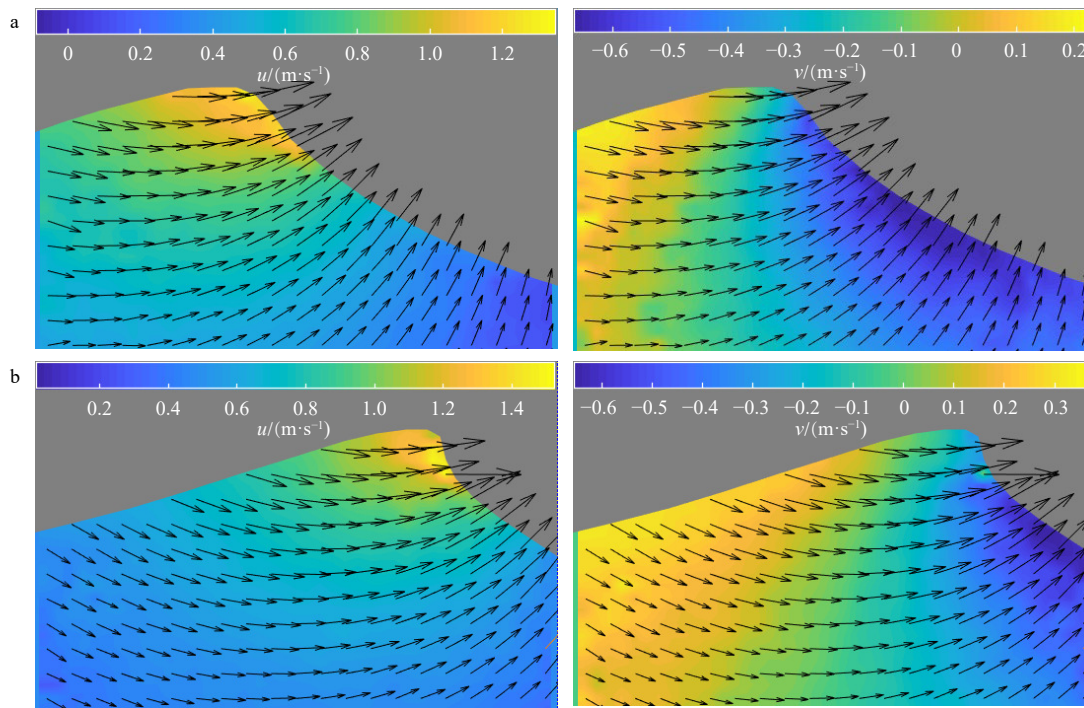 a
0 0.2 0.4 0.6 0.8 1.0 1.2
u/(m·s⁻¹)
−0.6 −0.5 −0.4 −0.3 −0.2 −0.1 0 0.1 0.2
v/(m·s⁻¹)
b
0.2 0.4 0.6 0.8 1.0 1.2 1.4
u/(m·s⁻¹)
−0.6 −0.5 −0.4 −0.3 −0.2 −0.1 0 0.1 0.2 0.3
v/(m·s⁻¹)